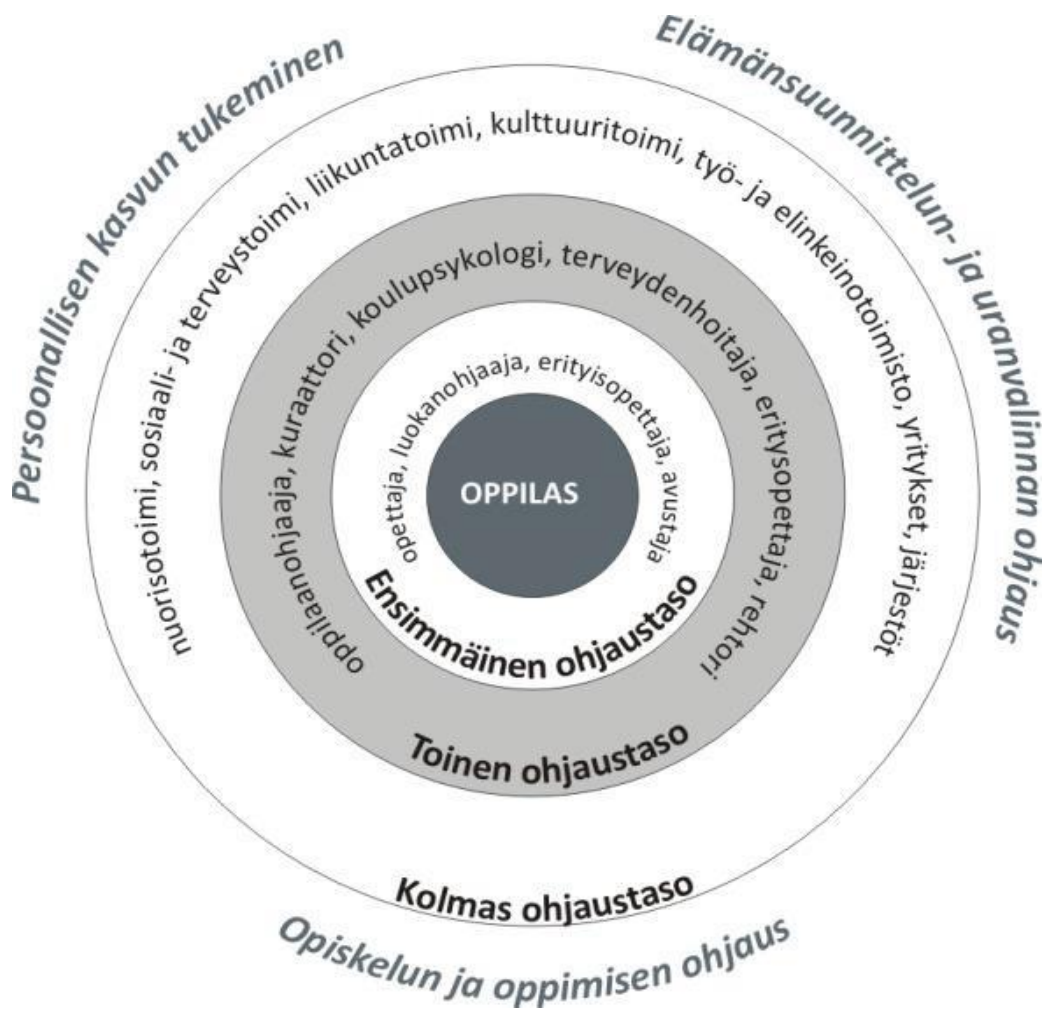 Persoonallisen kasvun tukeminen
Elämänsuunnittelun- ja uranvalinnan ohjaus
nuorisotoimi, sosiaali- ja terveystoimi, liikuntatoimi, kulttuuritoimi, työ- ja elinkeinotoimisto, yritykset, järjestöt
oppilaanohjaaja, kuraattori, koulupsykologi, terveydenhoitaja, eritysopettaja, rehtori
opettaja, luokanohjaaja, erityisopettaja, avustaja
OPPILAS
Ensimmäinen ohjaustaso
Toinen ohjaustaso
Kolmas ohjaustaso
Opiskelun ja oppimisen ohjaus